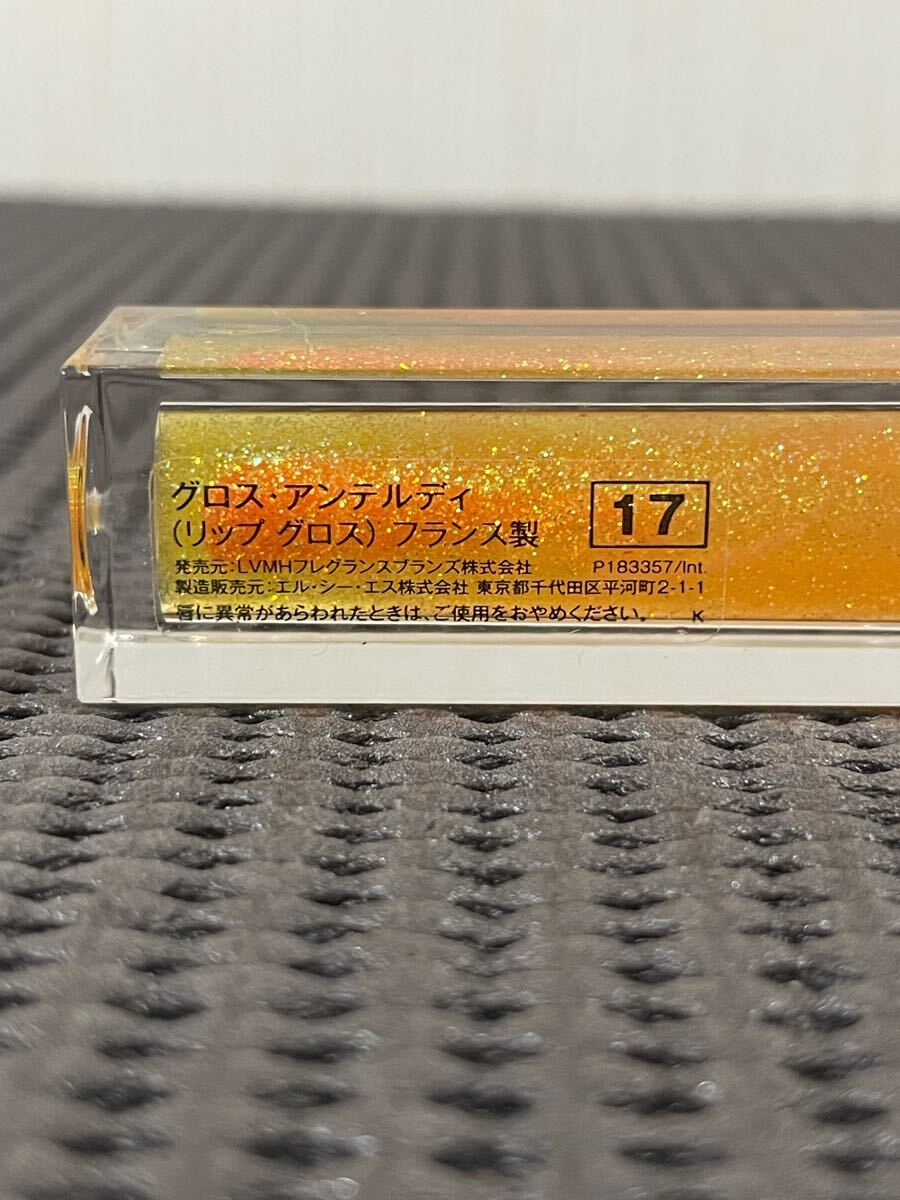 グロス・アンテルディ
(リップ グロス) フランス製
17
発売元:LVMHフレグランスブランズ株式会社 P183357/Int.
製造販売元:エル・シー・エス株式会社 東京都千代田区平河町2-1-1
唇に異常があらわれたときは、ご使用をおやめください。 K